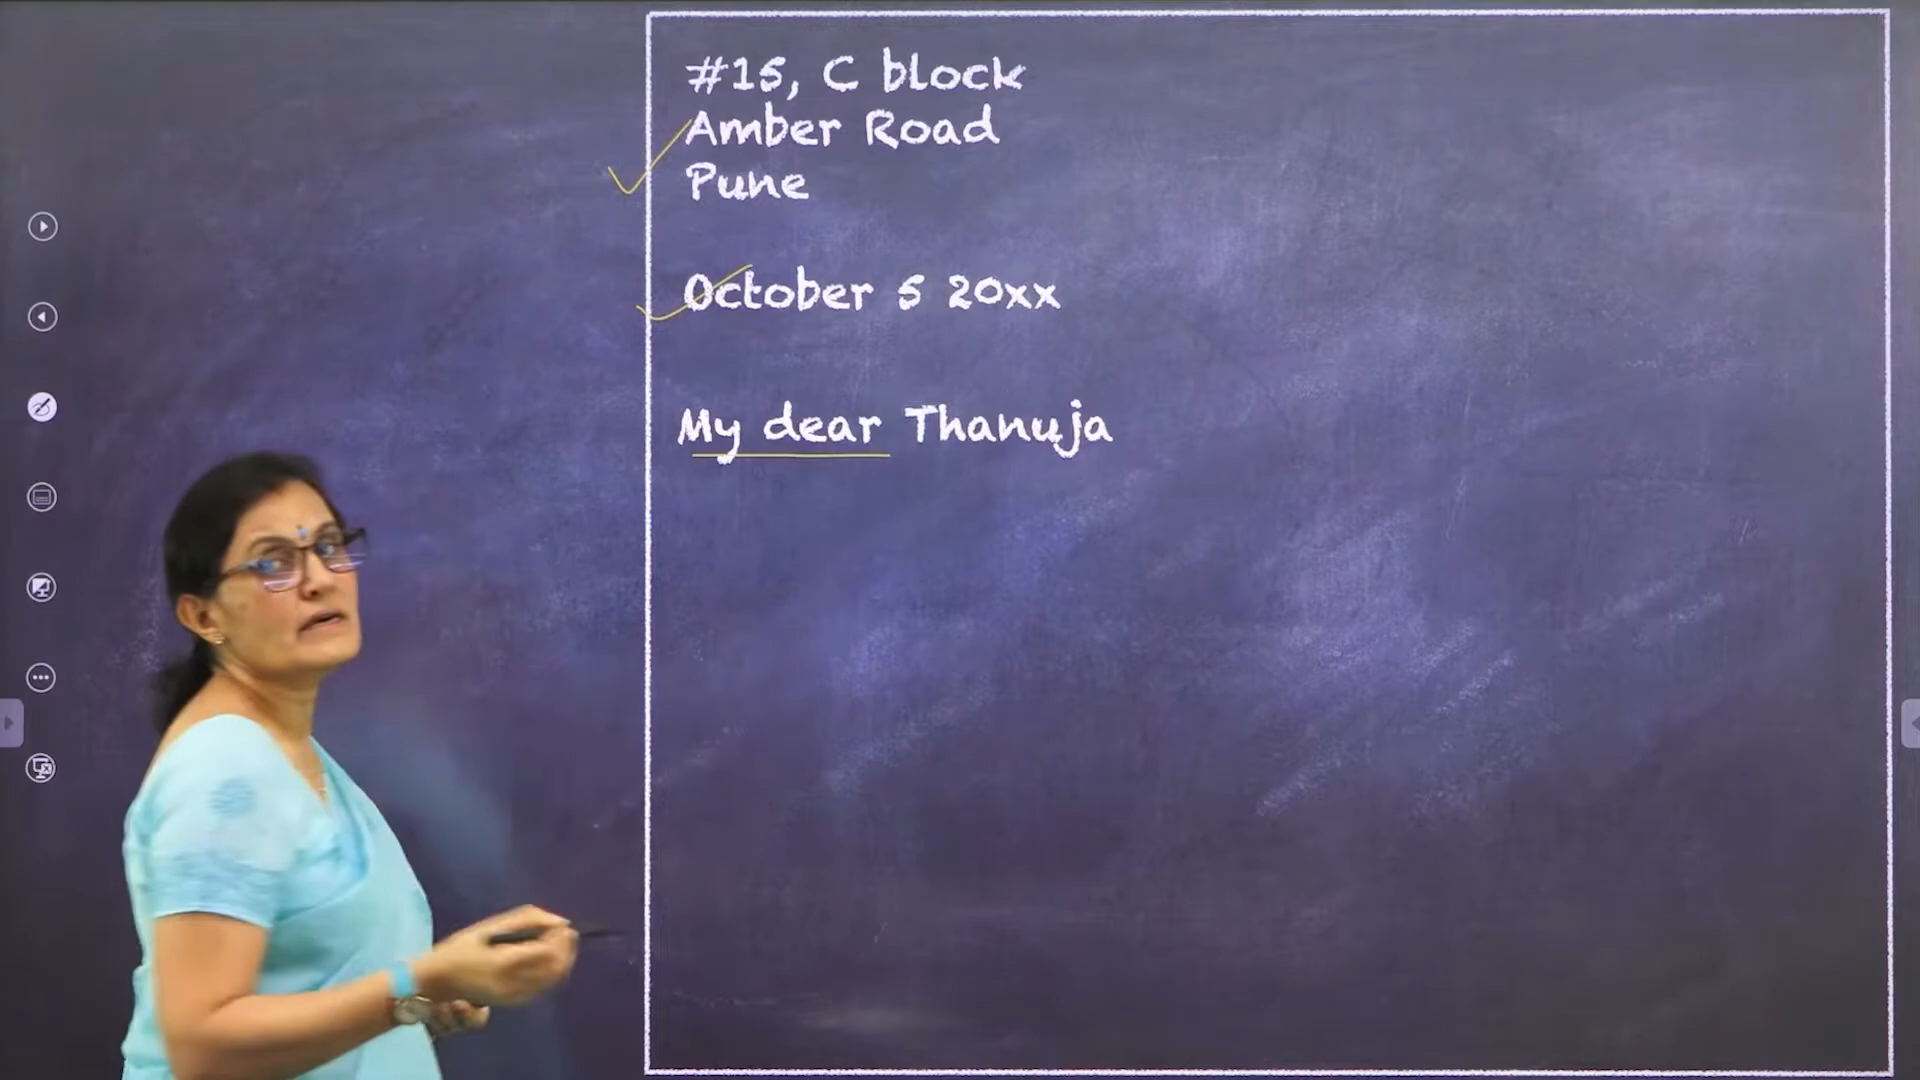 #15, C block
Amber Road
Pune
October 5 20xx
My dear Thanuja